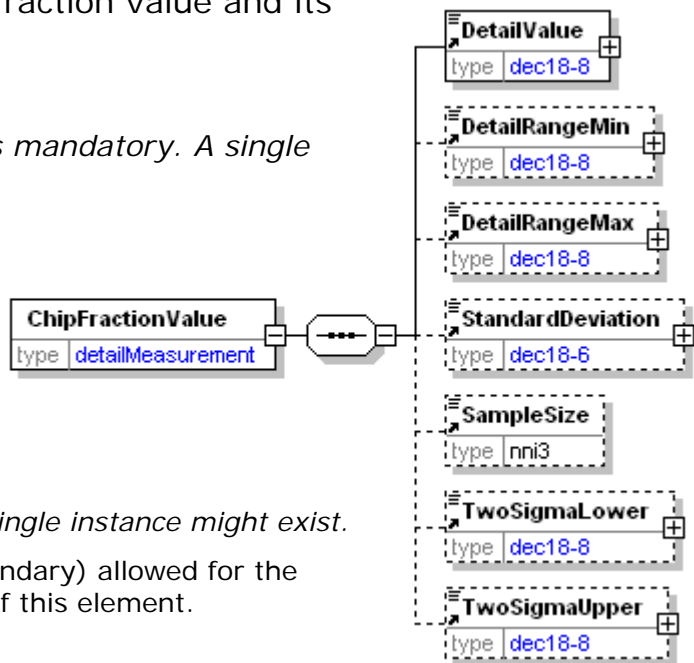 fraction value and its
s mandatory. A single
ingle instance might exist.
ndary) allowed for the
f this element.
ChipFractionValue
type detailMeasurement
DetailValue
type dec18-8
DetailRangeMin
type dec18-8
DetailRangeMax
type dec18-8
StandardDeviation
type dec18-6
SampleSize
type nni3
TwoSigmaLower
type dec18-8
TwoSigmaUpper
type dec18-8